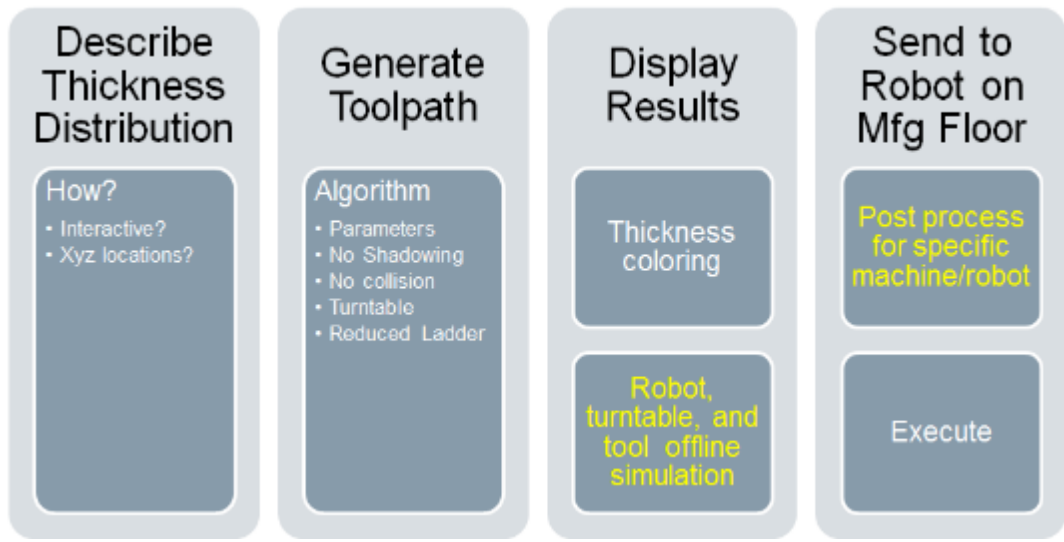 Describe
Thickness
Distribution
How?
• Interactive?
• Xyz locations?
Generate
Toolpath
Algorithm
• Parameters
• No Shadowing
• No collision
• Turntable
• Reduced Ladder
Display
Results
Thickness
coloring
Robot,
turntable, and
tool offline
simulation
Send to
Robot on
Mfg Floor
Post process
for specific
machine/robot
Execute